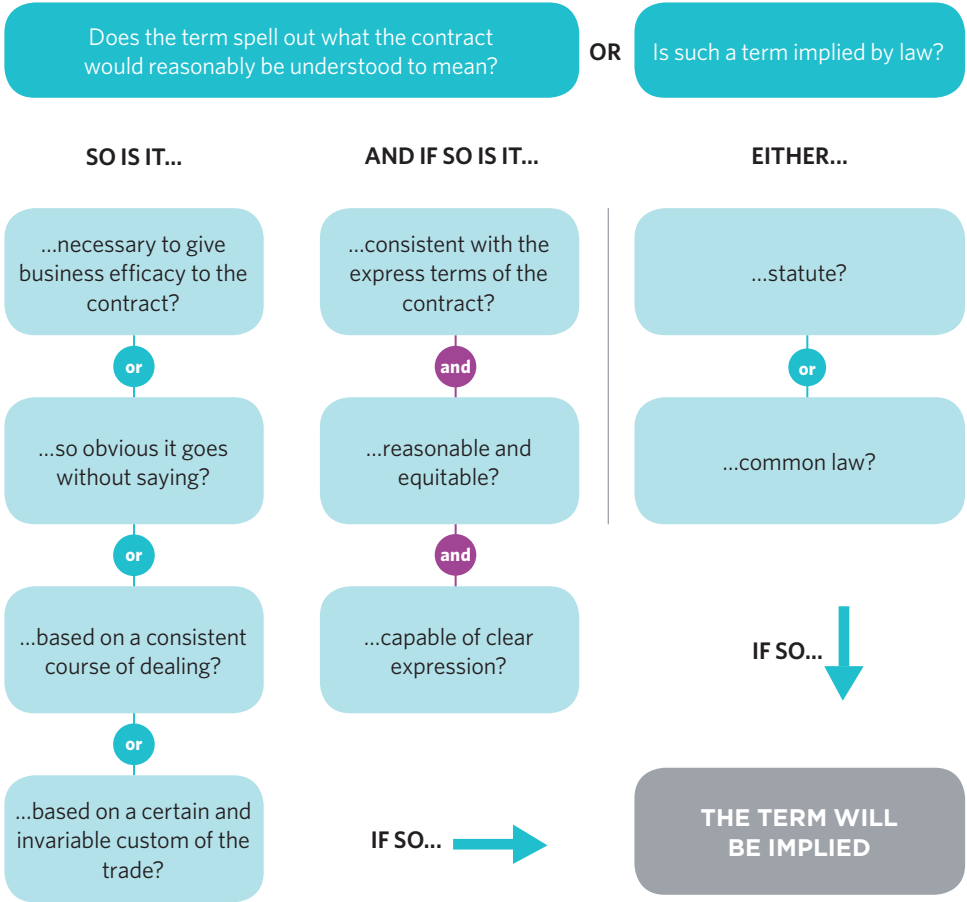 Does the term spell out what the contract
would reasonably be understood to mean?
OR
Is such a term implied by law?
SO IS IT...
AND IF SO IS IT...
EITHER...
...necessary to give
business efficacy to the
contract?
or
...so obvious it goes
without saying?
or
...based on a consistent
course of dealing?
or
...based on a certain and
invariable custom of the
trade?
...consistent with the
express terms of the
contract?
and
...reasonable and
equitable?
and
...capable of clear
expression?
IF SO...
...statute?
or
...common law?
IF SO...
THE TERM WILL
BE IMPLIED